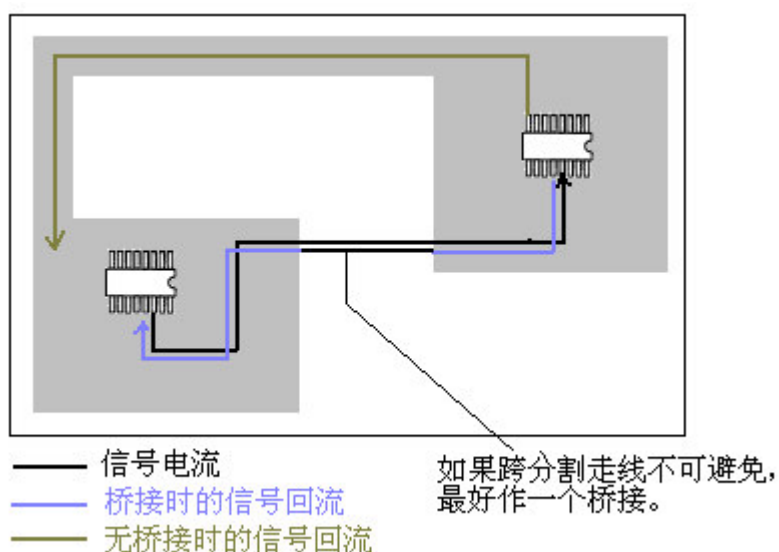 信号电流
桥接时的信号回流
无桥接时的信号回流
如果跨分割走线不可避免，
最好作一个桥接。